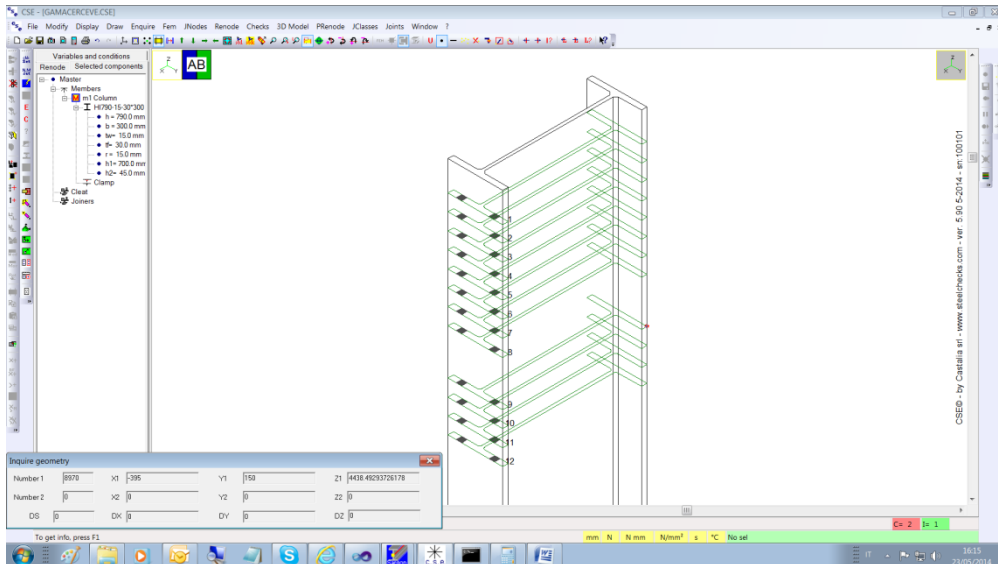 CSE - [GAMACERCEVE.CSE]
File Modify Display Draw Enquire Fem JNodes Renode Checks 3D Model PRenode JClasses Joints Window ?
Variables and conditions
Renode Selected components
Master
Members
m1 Column
HI790-15-30*300
h = 790.0 mm
b = 300.0 mm
tw= 15.0 mm
tf= 30.0 mm
r = 15.0 mm
h1= 700.0 mm
h2= 45.0 mm
Clamp
Cleat
Joiners
AB
1
2
3
4
5
6
7
8
9
10
11
12
CSE© - by Castalia srl - www.steelchecks.com - ver. 5.90 5-2014 - sn:100101
Inquire geometry
Number 1 8970 X1 -395 Y1 150 Z1 4438.49293726178
Number 2 0 X2 0 Y2 0 Z2 0
DS 0 DX 0 DY 0 DZ 0
C= 2 I= 1
To get info, press F1 mm N N mm N/mm² s °C No sel
IT 16:15
23/05/2014